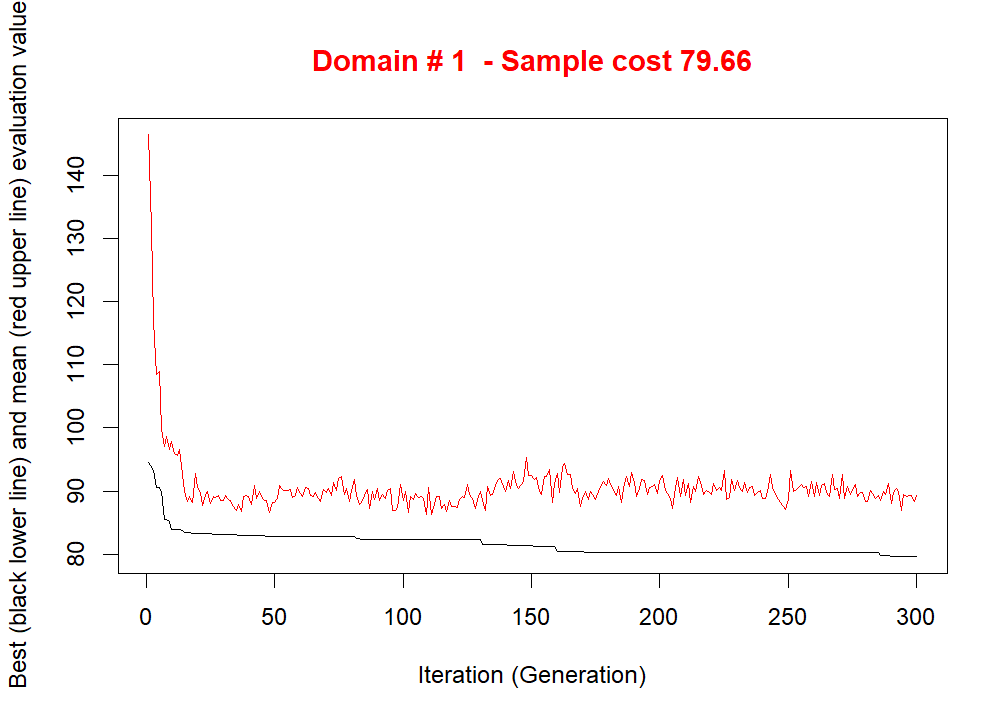 Domain # 1  - Sample cost 79.66
Best (black lower line) and mean (red upper line) evaluation value
140
130
120
110
100
90
80
0 50 100 150 200 250 300
Iteration (Generation)